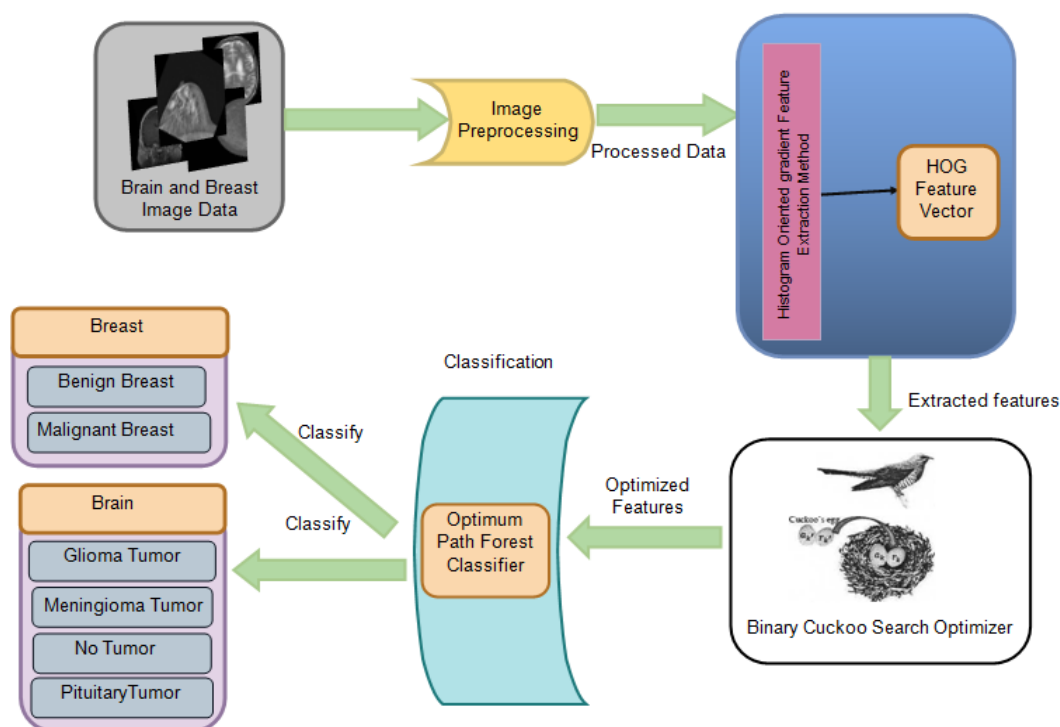 Brain and Breast
Image Data
Image
Preprocessing
Processed Data
Histogram Oriented gradient Feature
Extraction Method
HOG
Feature
Vector
Extracted features
Cuckoo's egg
Binary Cuckoo Search Optimizer
Optimized
Features
Classification
Optimum
Path Forest
Classifier
Classify
Classify
Breast
Benign Breast
Malignant Breast
Brain
Glioma Tumor
Meningioma Tumor
No Tumor
PituitaryTumor